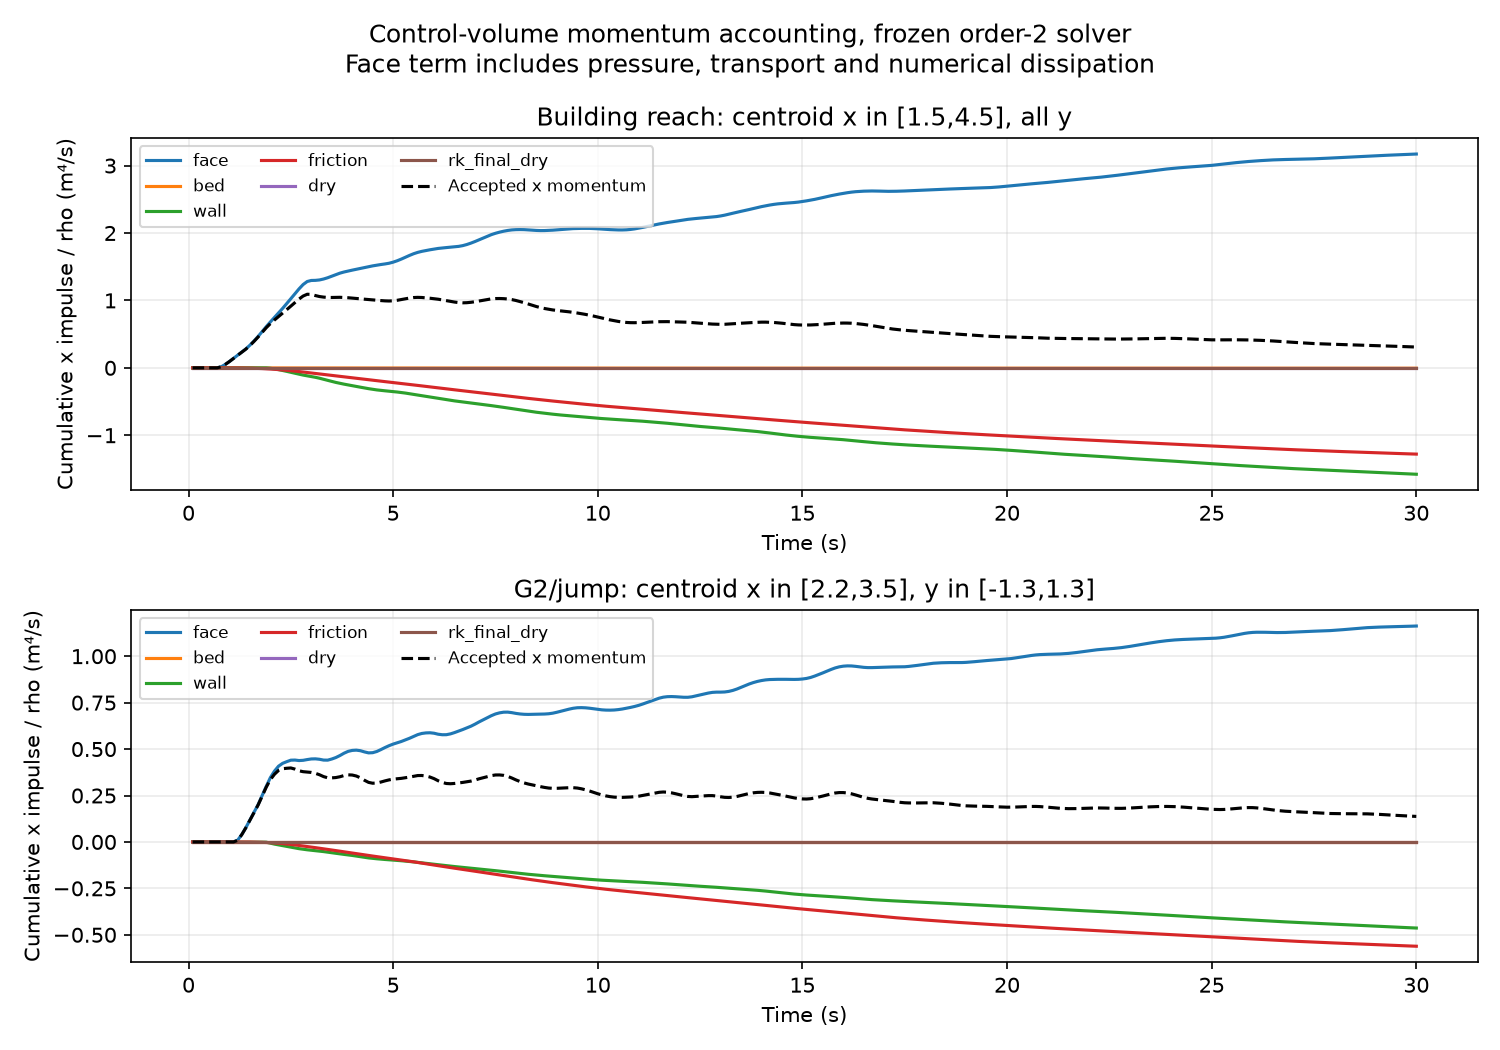 Control-volume momentum accounting, frozen order-2 solver
Face term includes pressure, transport and numerical dissipation
Building reach: centroid x in [1.5,4.5], all y
face friction rk_final_dry
bed dry Accepted x momentum
wall
Cumulative x impulse / rho (m⁴/s)
3
2
1
0
−1
0 5 10 15 20 25 30
Time (s)
G2/jump: centroid x in [2.2,3.5], y in [-1.3,1.3]
face friction rk_final_dry
bed dry Accepted x momentum
wall
Cumulative x impulse / rho (m⁴/s)
1.00
0.75
0.50
0.25
0.00
−0.25
−0.50
0 5 10 15 20 25 30
Time (s)